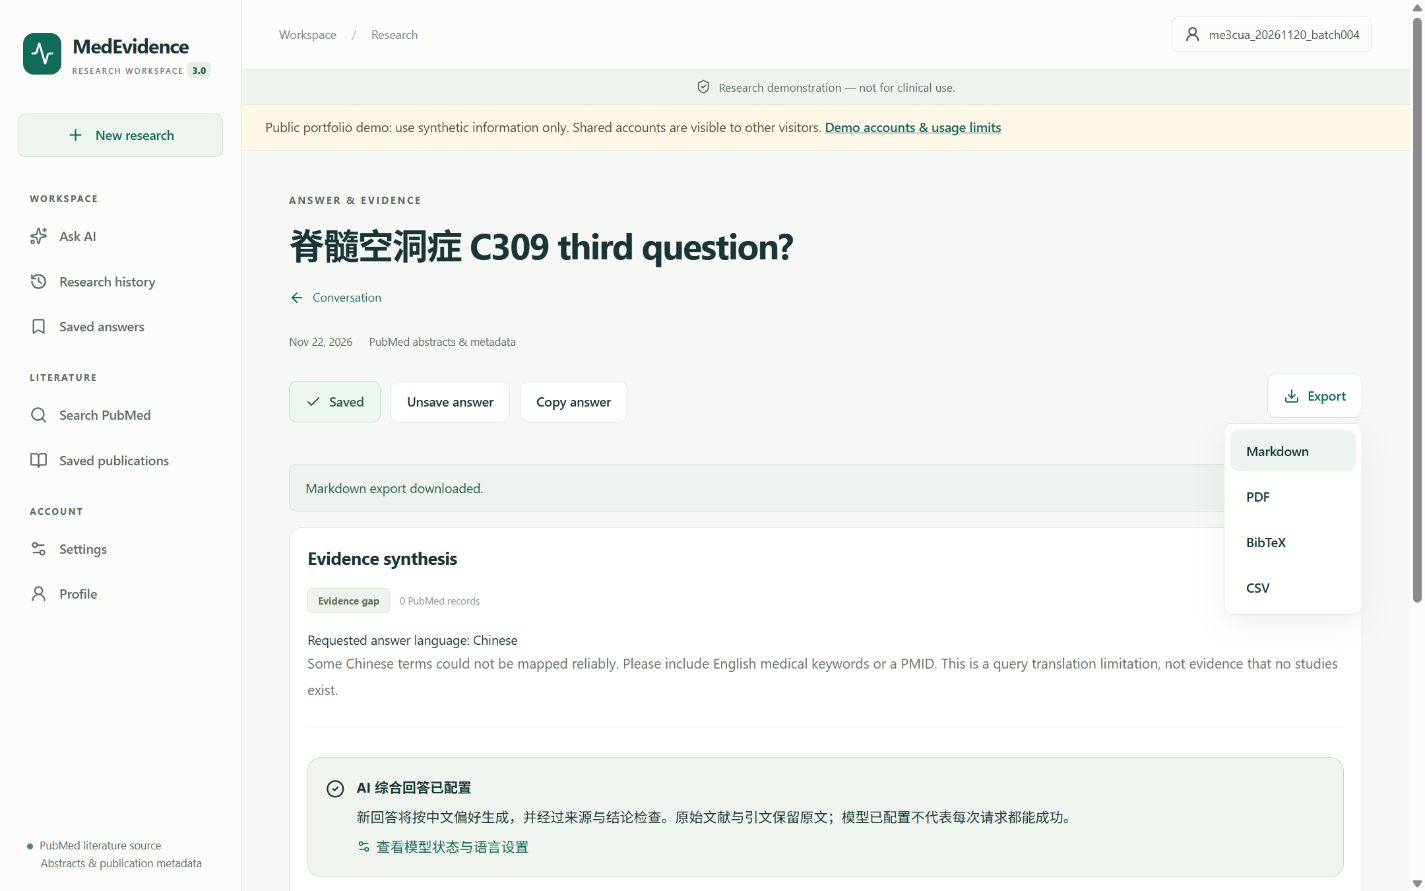 MedEvidence
RESEARCH WORKSPACE 3.0
New research
WORKSPACE
Ask AI
Research history
Saved answers
LITERATURE
Search PubMed
Saved publications
ACCOUNT
Settings
Profile
PubMed literature source
Abstracts & publication metadata
Workspace / Research
me3cua_20261120_batch004
Research demonstration — not for clinical use.
Public portfolio demo: use synthetic information only. Shared accounts are visible to other visitors. Demo accounts & usage limits
ANSWER & EVIDENCE
脊髓空洞症 C309 third question?
Conversation
Nov 22, 2026 PubMed abstracts & metadata
Saved
Unsave answer
Copy answer
Export
Markdown
PDF
BibTeX
CSV
Markdown export downloaded.
Evidence synthesis
Evidence gap 0 PubMed records
Requested answer language: Chinese
Some Chinese terms could not be mapped reliably. Please include English medical keywords or a PMID. This is a query translation limitation, not evidence that no studies
exist.
AI 综合回答已配置
新回答将按中文偏好生成，并经过来源与结论检查。原始文献与引文保留原文；模型已配置不代表每次请求都能成功。
查看模型状态与语言设置